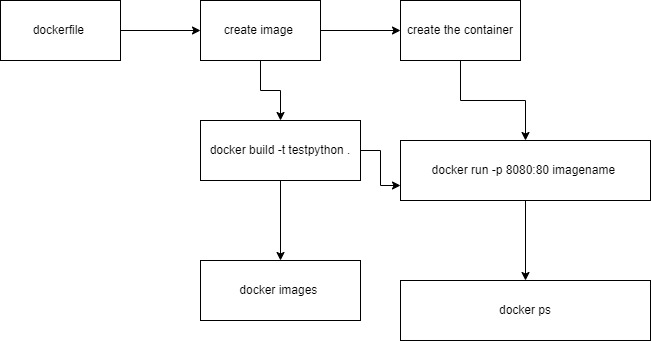 dockerfile
create image
create the container
docker build -t testpython .
docker run -p 8080:80 imagename
docker images
docker ps